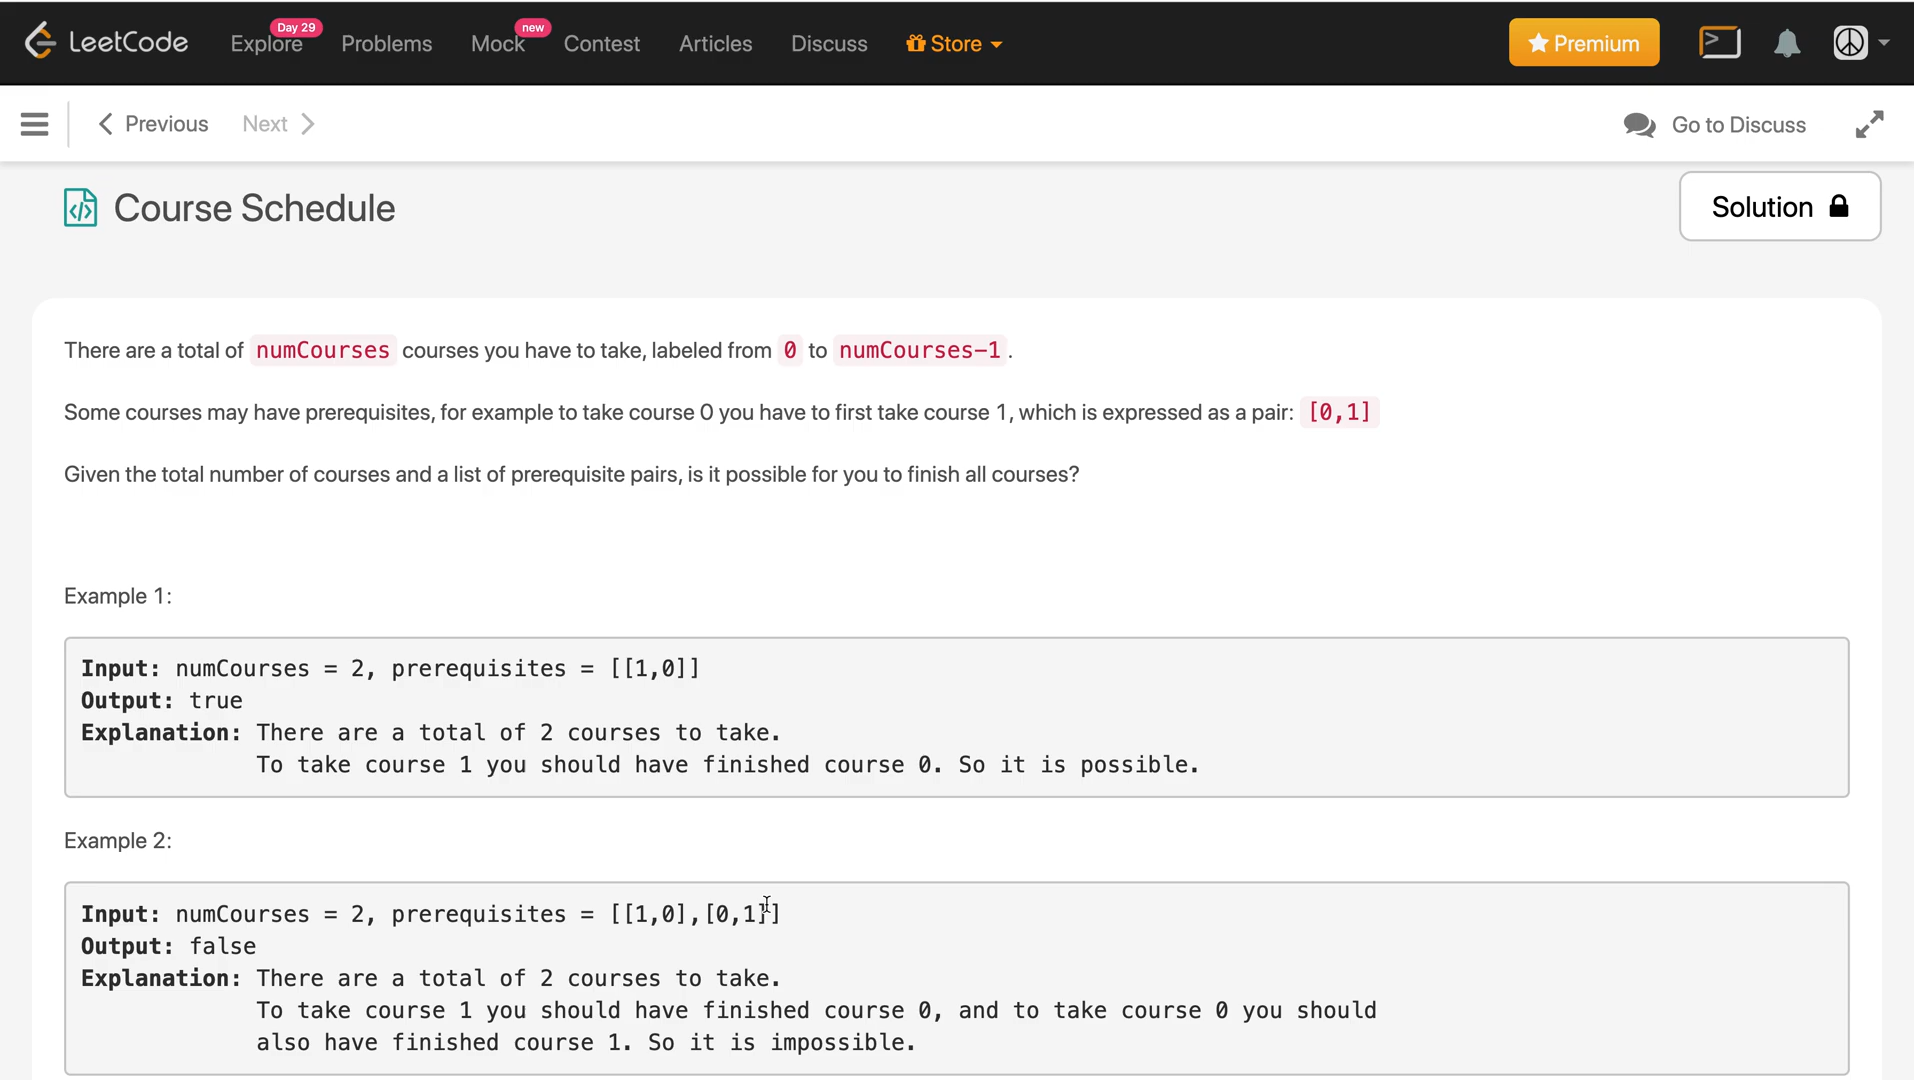 LeetCode Explore Day 29 Problems Mock new Contest Articles Discuss Store Premium
Previous Next Go to Discuss
Course Schedule Solution
There are a total of numCourses courses you have to take, labeled from 0 to numCourses-1.
Some courses may have prerequisites, for example to take course 0 you have to first take course 1, which is expressed as a pair: [0,1]
Given the total number of courses and a list of prerequisite pairs, is it possible for you to finish all courses?
Example 1:
Input: numCourses = 2, prerequisites = [[1,0]]
Output: true
Explanation: There are a total of 2 courses to take.
To take course 1 you should have finished course 0. So it is possible.
Example 2:
Input: numCourses = 2, prerequisites = [[1,0],[0,1]]
Output: false
Explanation: There are a total of 2 courses to take.
To take course 1 you should have finished course 0, and to take course 0 you should
also have finished course 1. So it is impossible.